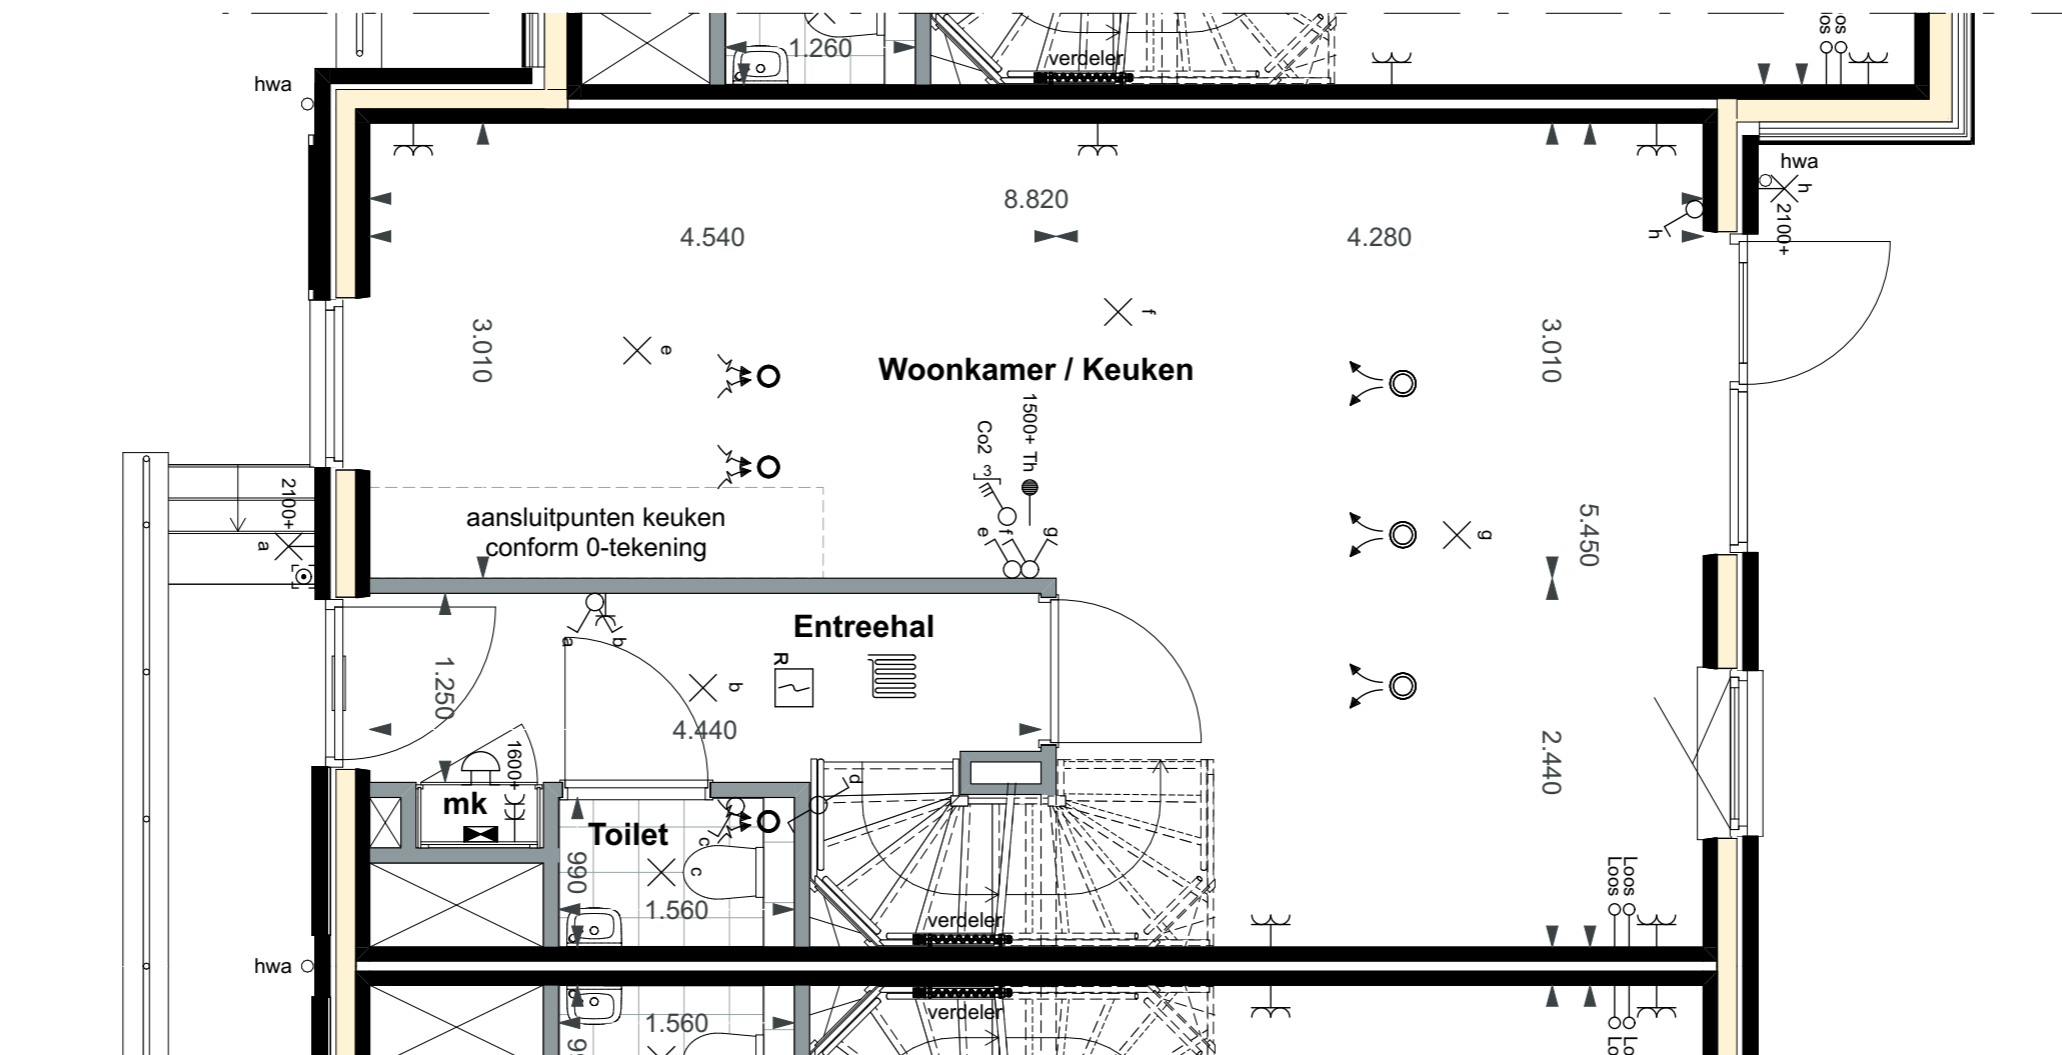 1.260
verdeler
Loos
Loos
hwa
hwa
h
2100+
8.820
4.540
4.280
h
3.010
e
f
3.010
Woonkamer / Keuken
1500+ Th
Co2
3
2100+
a
aansluitpunten keuken
conform 0-tekening
e
f
g
g
5.450
a
b
Entreehal
R
b
1.250
4.440
2.440
1600+
mk
d
Toilet
c
c
990
1.560
verdeler
Loos
Loos
hwa
1.560
verdeler